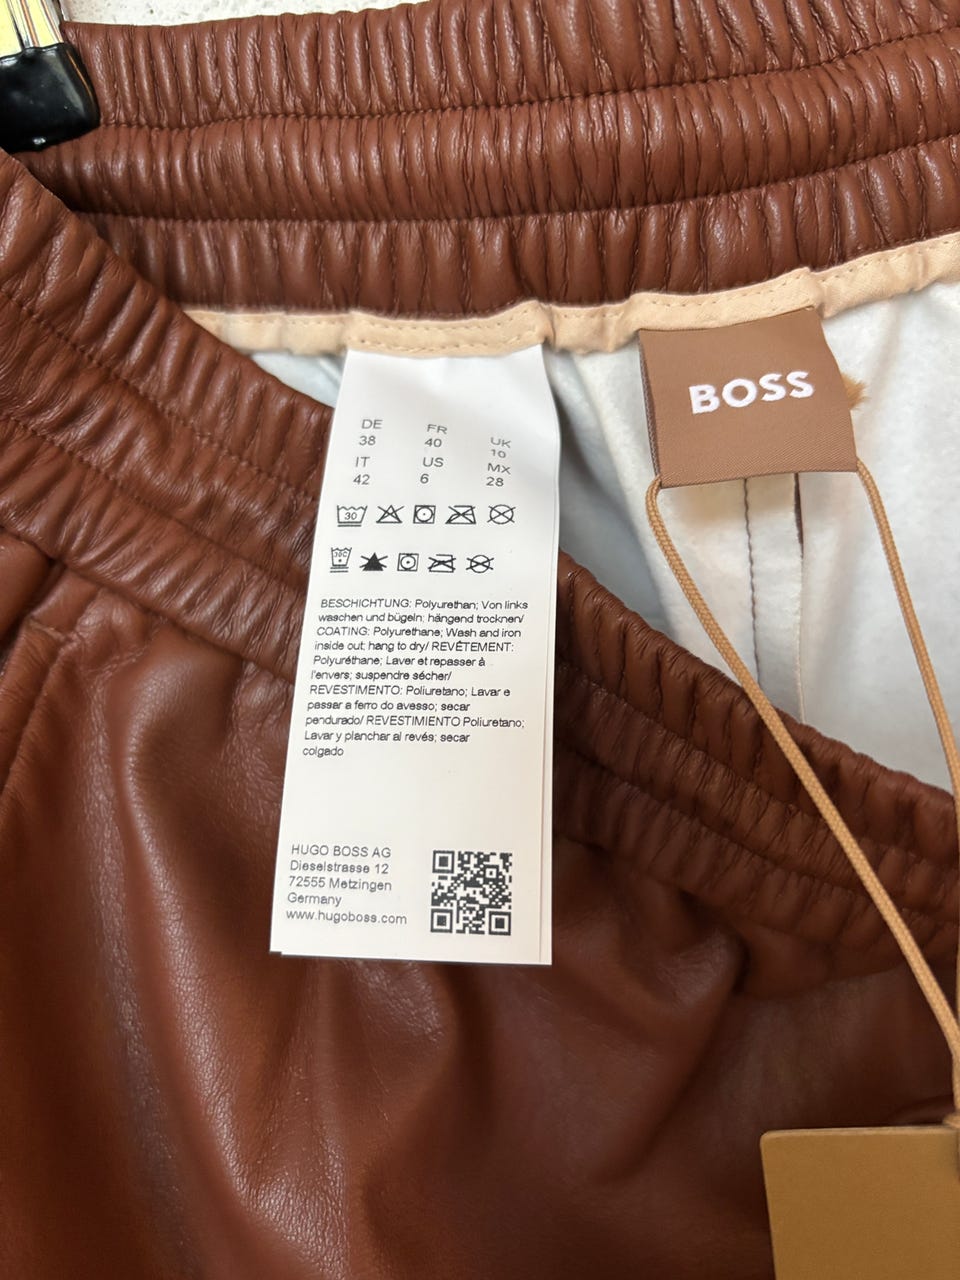 DE FR UK
38 40 10
IT US MX
42 6 28
30
30C
BESCHICHTUNG: Polyurethan; Von links
waschen und bügeln; hängend trocknen/
COATING: Polyurethane; Wash and iron
inside out; hang to dry/ REVÊTEMENT:
Polyuréthane; Laver et repasser à
l'envers; suspendre sécher/
REVESTIMENTO: Poliuretano; Lavar e
passar a ferro do avesso; secar
pendurado/ REVESTIMIENTO Poliuretano;
Lavar y planchar al revés; secar
colgado
HUGO BOSS AG
Dieselstrasse 12
72555 Metzingen
Germany
www.hugoboss.com
BOSS